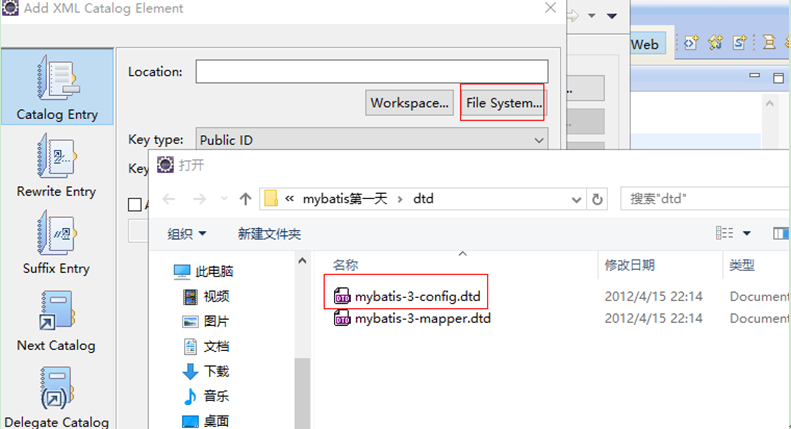 Add XML Catalog Element
Web
Location:
Catalog Entry
Workspace...
File System...
Key type:
Public ID
Rewrite Entry
打开
« mybatis第一天 › dtd
搜索"dtd"
组织
新建文件夹
Suffix Entry
此电脑
视频
图片
文档
下载
音乐
桌面
名称
修改日期
类型
mybatis-3-config.dtd
2012/4/15 22:14
Document
mybatis-3-mapper.dtd
2012/4/15 22:14
Document
Next Catalog
Delegate Catalog